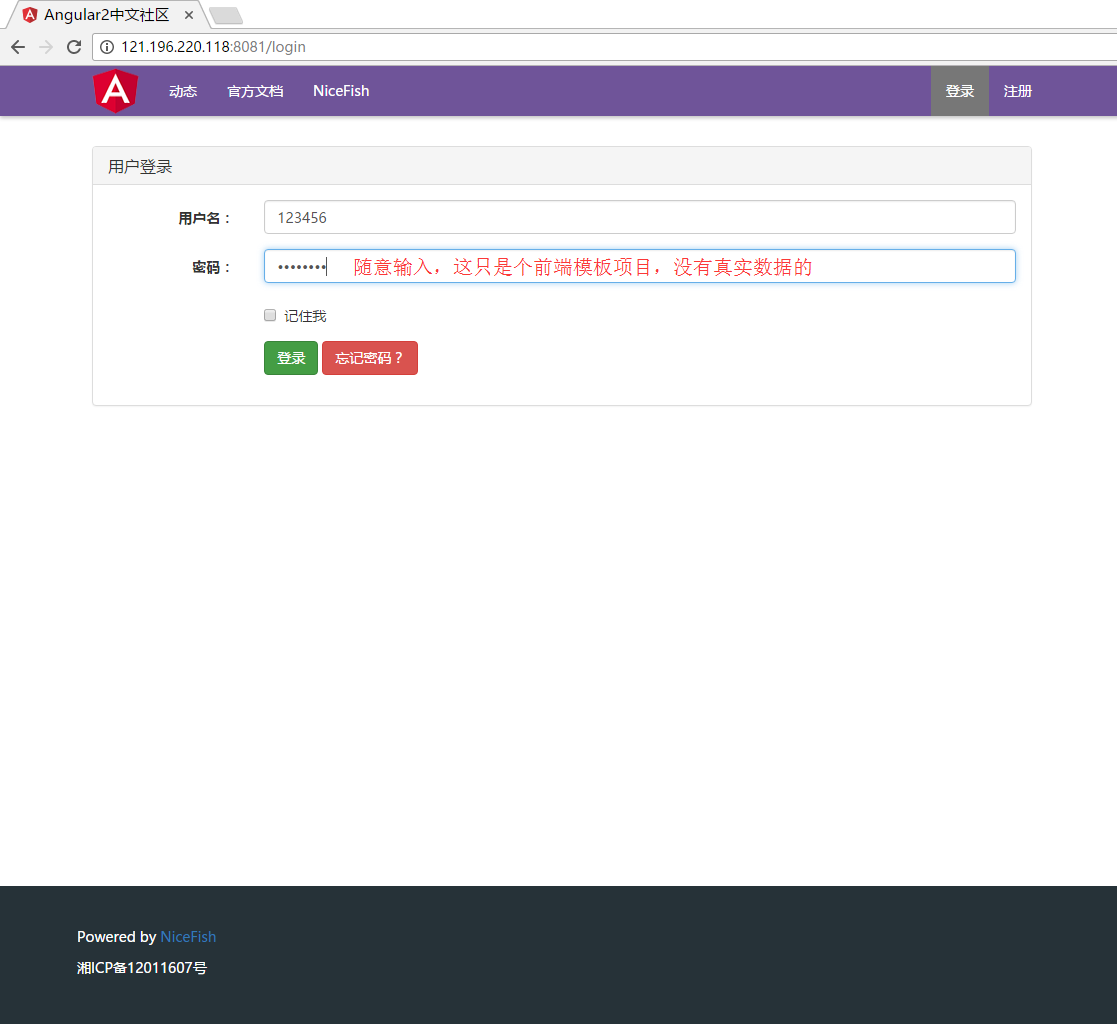 Angular2中文社区
121.196.220.118:8081/login
动态 官方文档 NiceFish 登录 注册
用户登录
用户名： 123456
密码： •••••••• 随意输入，这只是个前端模板项目，没有真实数据的
记住我
登录 忘记密码？
Powered by NiceFish
湘ICP备12011607号